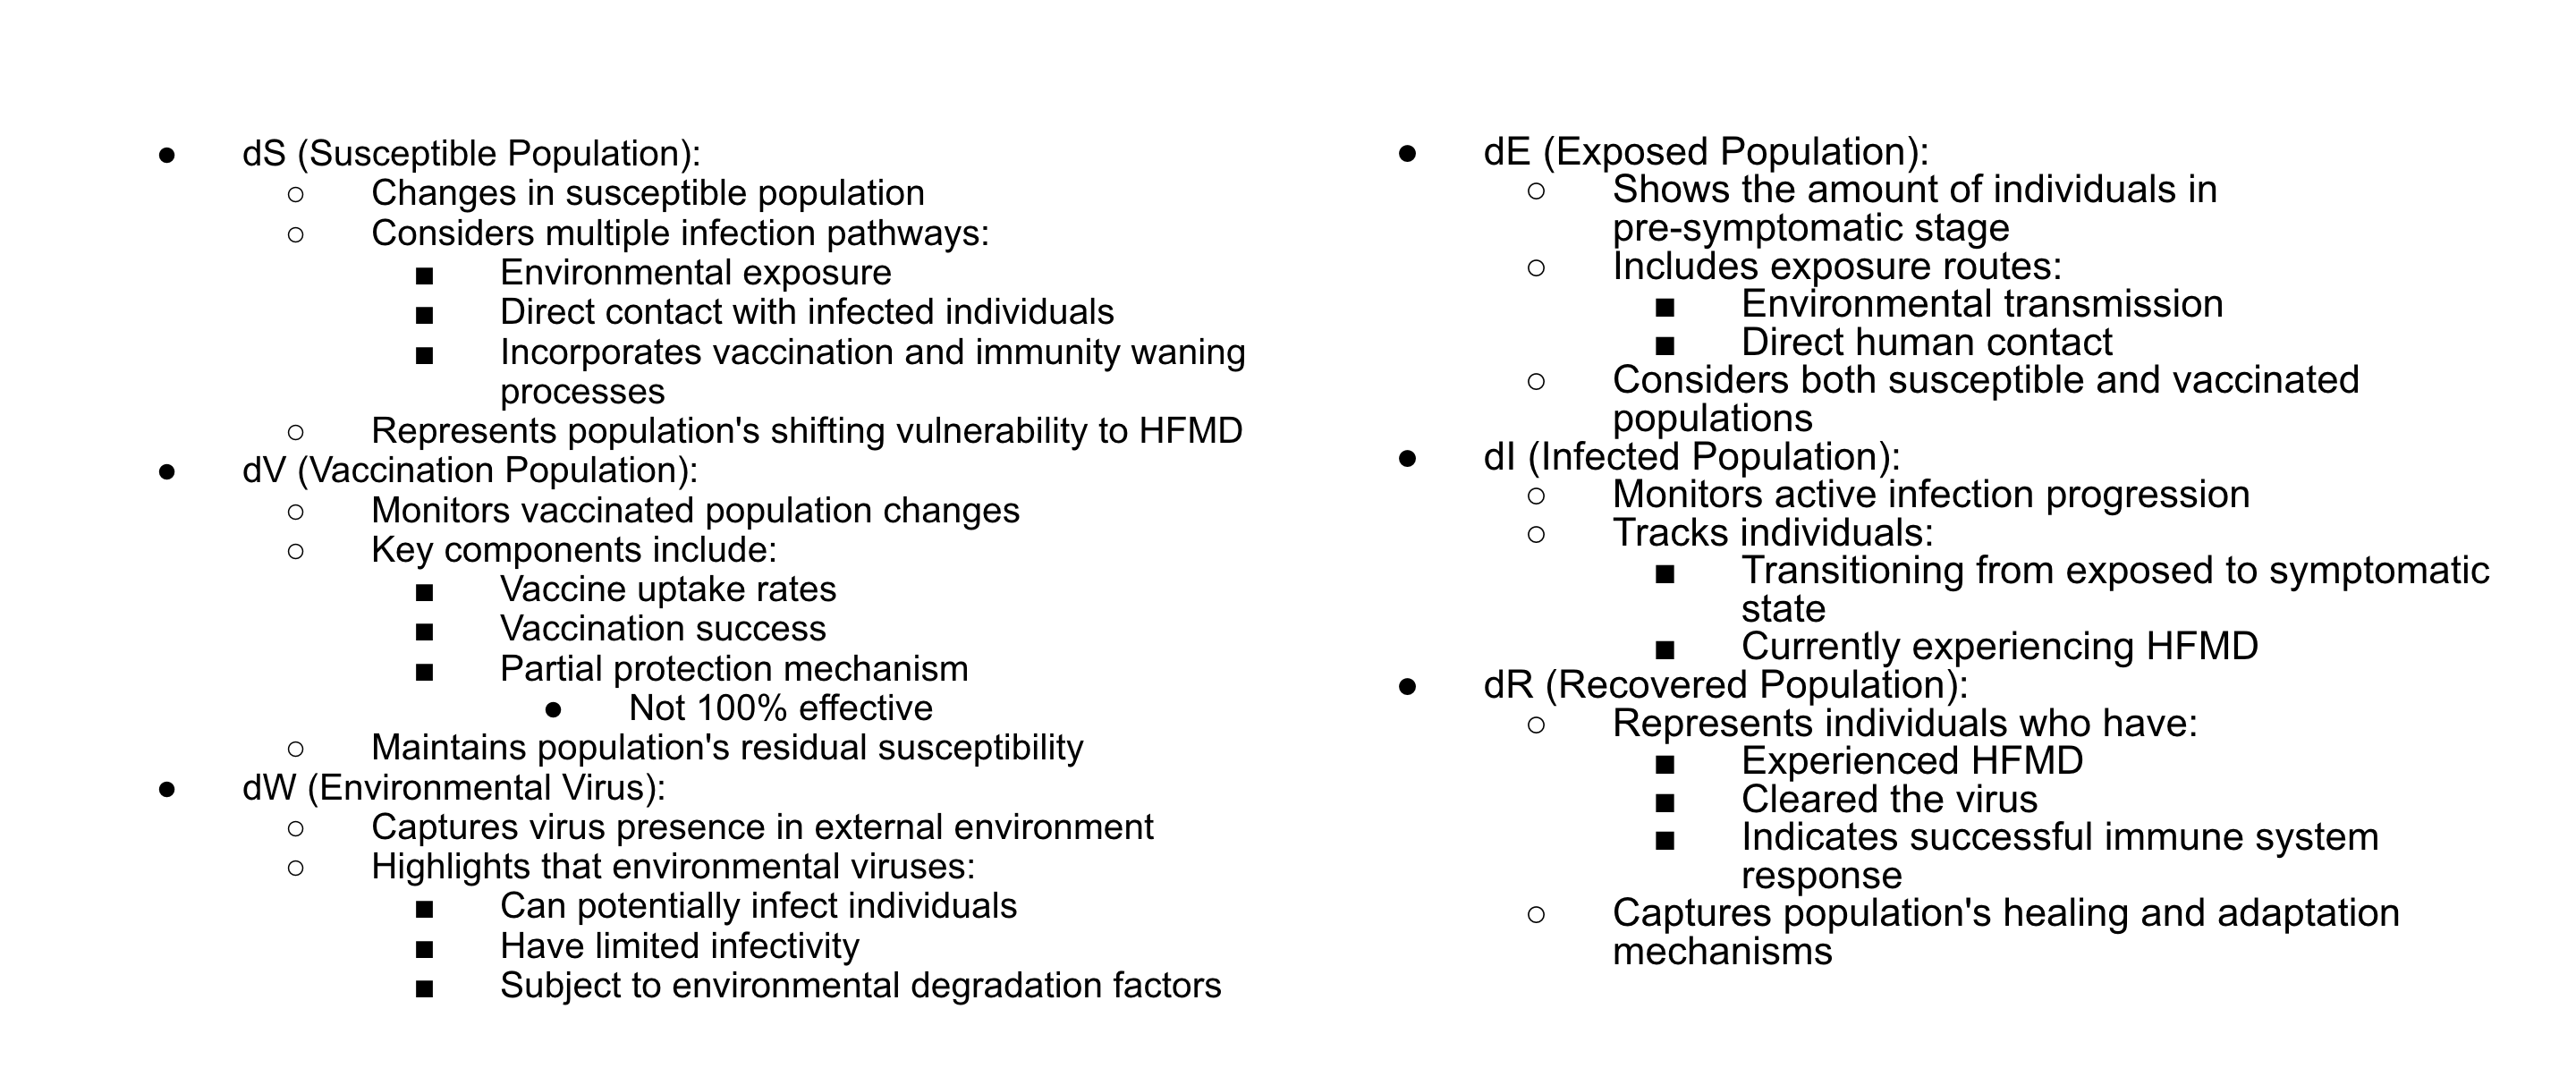 ● dS (Susceptible Population):
○ Changes in susceptible population
○ Considers multiple infection pathways:
■ Environmental exposure
■ Direct contact with infected individuals
■ Incorporates vaccination and immunity waning
processes
○ Represents population's shifting vulnerability to HFMD
● dV (Vaccination Population):
○ Monitors vaccinated population changes
○ Key components include:
■ Vaccine uptake rates
■ Vaccination success
■ Partial protection mechanism
● Not 100% effective
○ Maintains population's residual susceptibility
● dW (Environmental Virus):
○ Captures virus presence in external environment
○ Highlights that environmental viruses:
■ Can potentially infect individuals
■ Have limited infectivity
■ Subject to environmental degradation factors
● dE (Exposed Population):
○ Shows the amount of individuals in
pre-symptomatic stage
○ Includes exposure routes:
■ Environmental transmission
■ Direct human contact
○ Considers both susceptible and vaccinated
populations
● dI (Infected Population):
○ Monitors active infection progression
○ Tracks individuals:
■ Transitioning from exposed to symptomatic
state
■ Currently experiencing HFMD
● dR (Recovered Population):
○ Represents individuals who have:
■ Experienced HFMD
■ Cleared the virus
■ Indicates successful immune system
response
○ Captures population's healing and adaptation
mechanisms